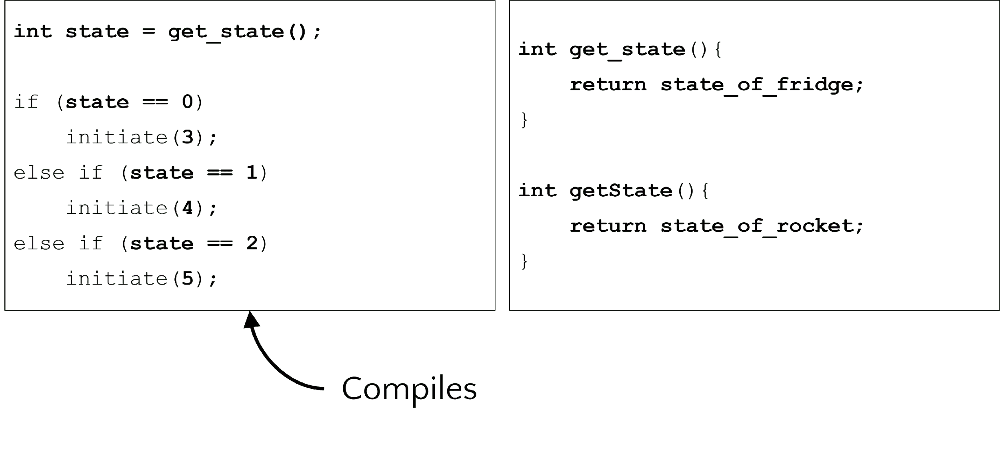 int state = get_state();
if (state == 0)
initiate(3);
else if (state == 1)
initiate(4);
else if (state == 2)
initiate(5);
int get_state(){
return state_of_fridge;
}
int getState(){
return state_of_rocket;
}
Compiles